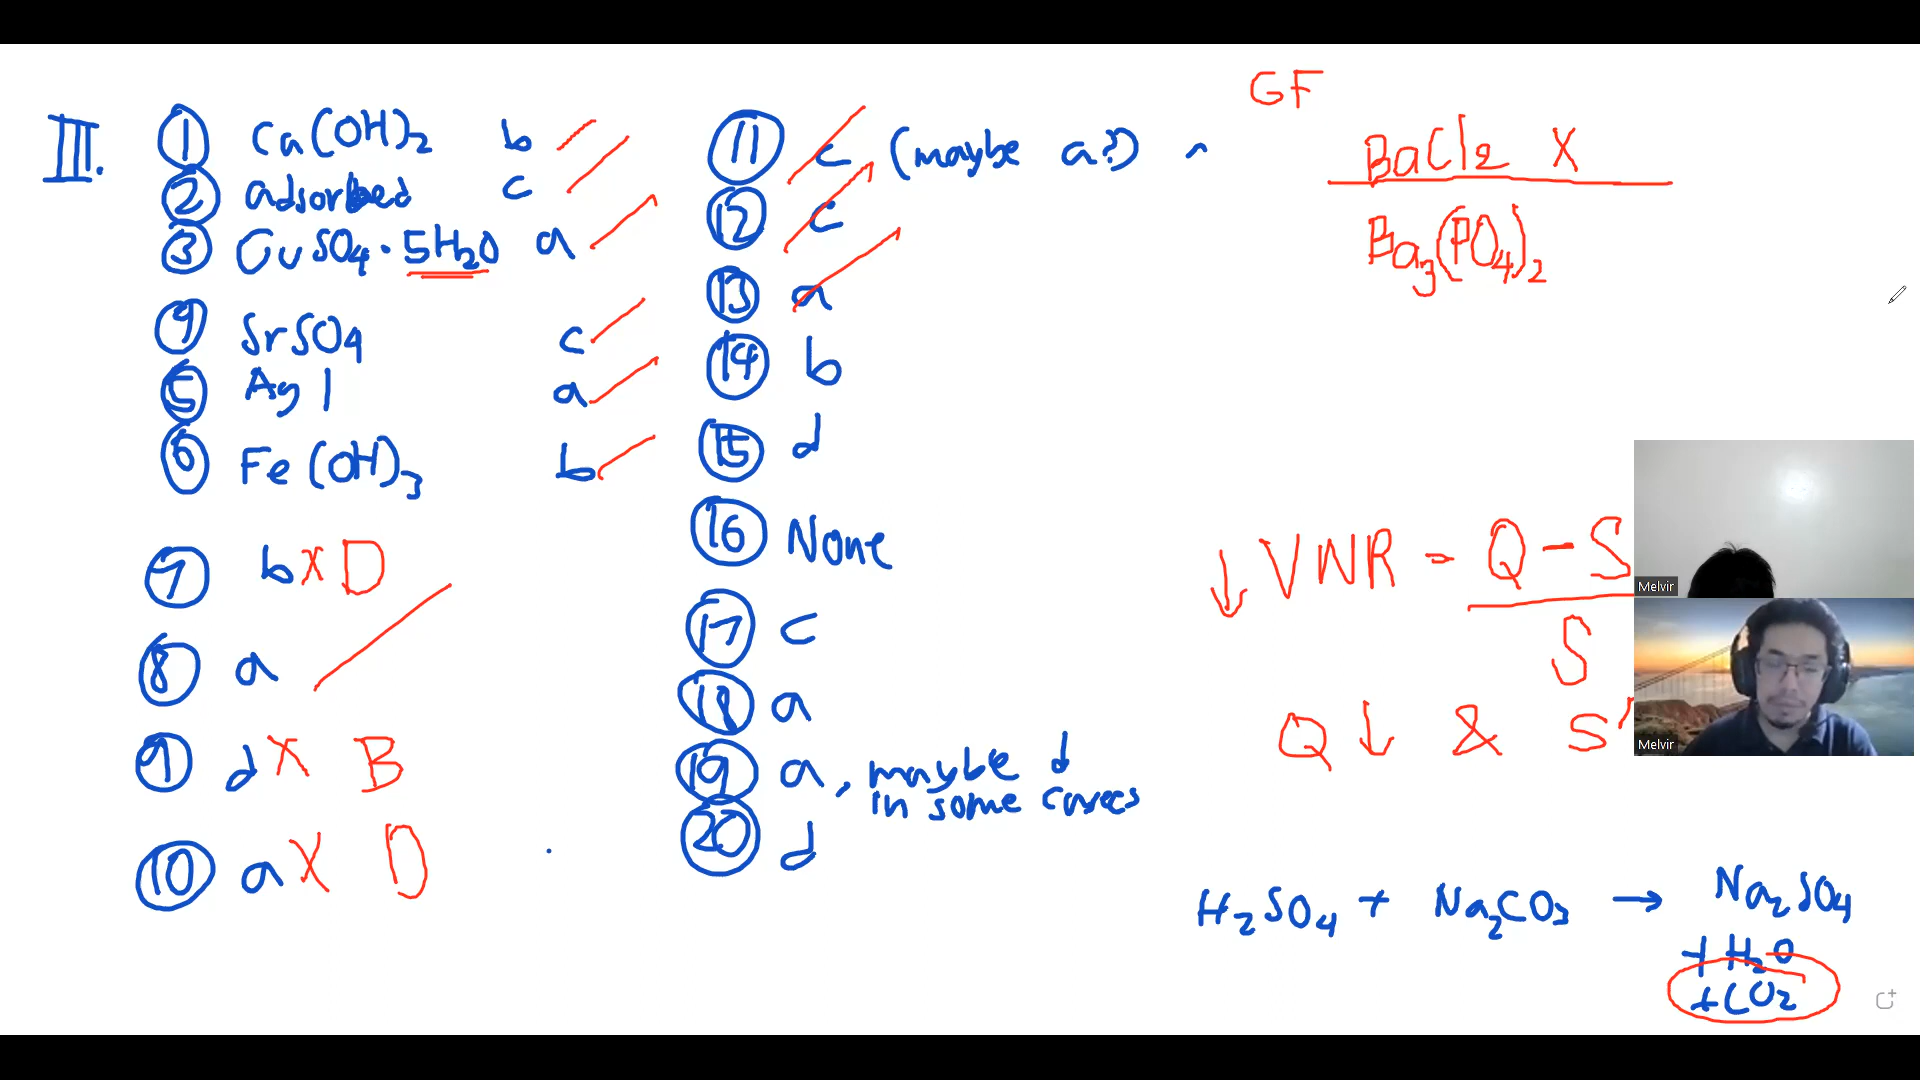 III.
① Ca(OH)₂ b
② adsorbed c
③ CuSO₄ · 5H₂O a
④ SrSO₄ c
⑤ AgI a
⑥ Fe(OH)₃ b
⑦ b X D
⑧ a
⑨ d X B
⑩ a X D
⑪ c (maybe a?)
⑫ c
⑬ a
⑭ b
⑮ d
⑯ None
⑰ c
⑱ a
⑲ a, maybe d
in some cases
⑳ d
GF
BaCl₂ X
Ba₃(PO₄)₂
↓ VNR = Q - S
S
Q ↓ & S
H₂SO₄ + Na₂CO₃ → Na₂SO₄
+ H₂O
+ CO₂
Melvir
Melvir